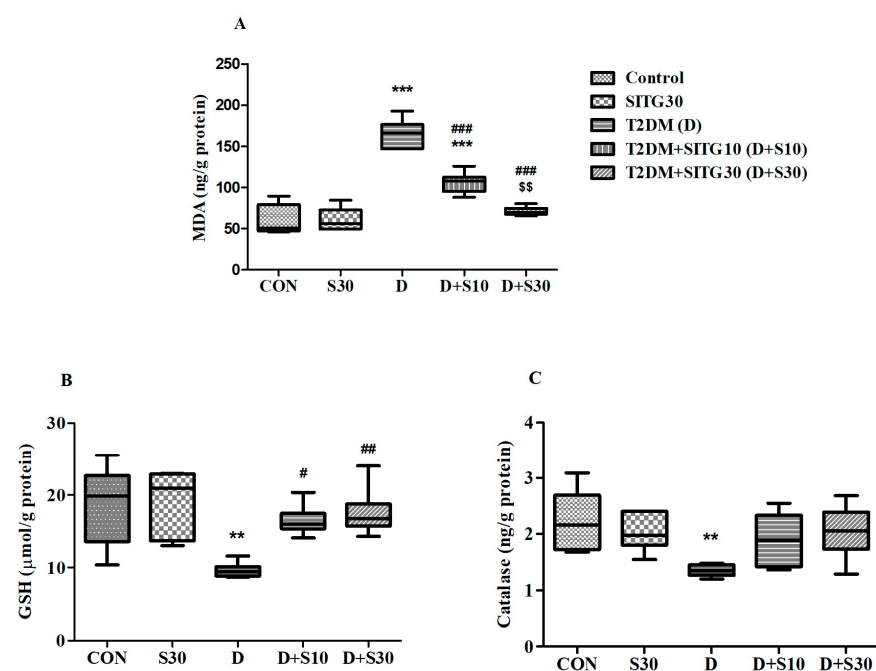 A
MDA (ng/g protein)
250
200
150
100
50
0
***
###
***
###
$$
CON S30 D D+S10 D+S30
Control
SITG30
T2DM (D)
T2DM+SITG10 (D+S10)
T2DM+SITG30 (D+S30)
B
GSH (μmol/g protein)
30
20
10
0
**
#
##
CON S30 D D+S10 D+S30
C
Catalase (ng/g protein)
4
3
2
1
0
**
CON S30 D D+S10 D+S30